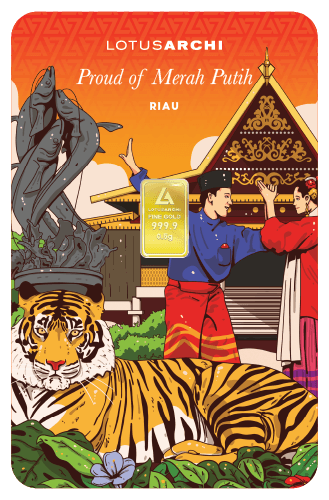 LOTUSARCHI
Proud of Merah Putih
RIAU
LOTUSARCHI
FINE GOLD
999.9